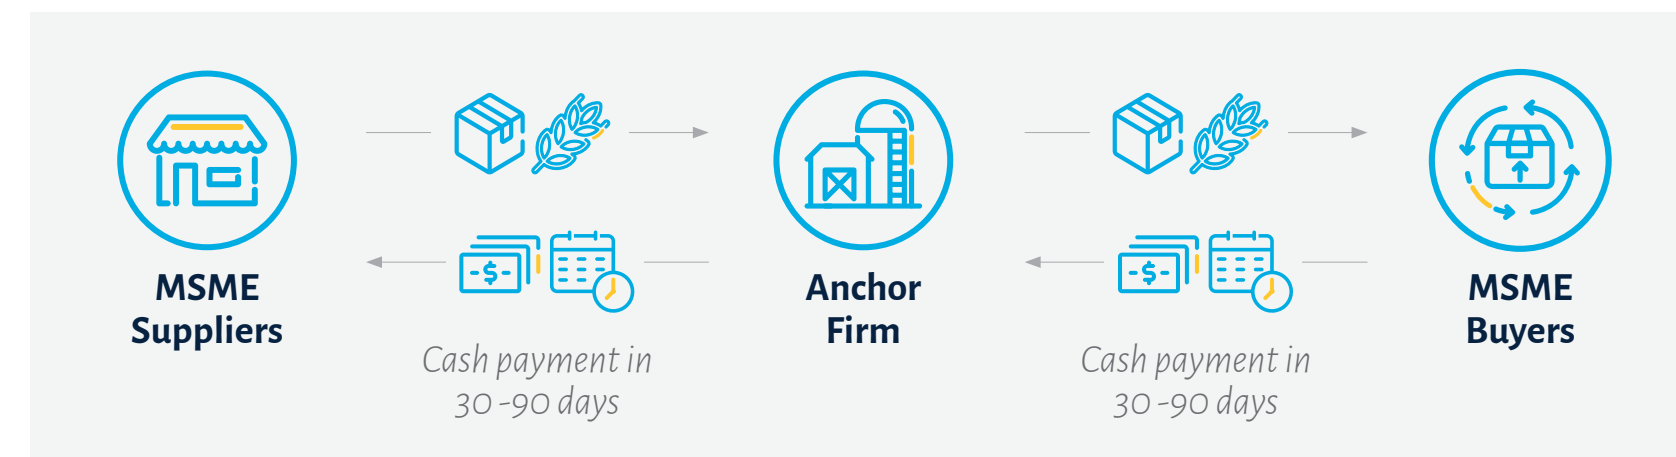 MSME
Suppliers
Cash payment in
30 -90 days
Anchor
Firm
Cash payment in
30 -90 days
MSME
Buyers